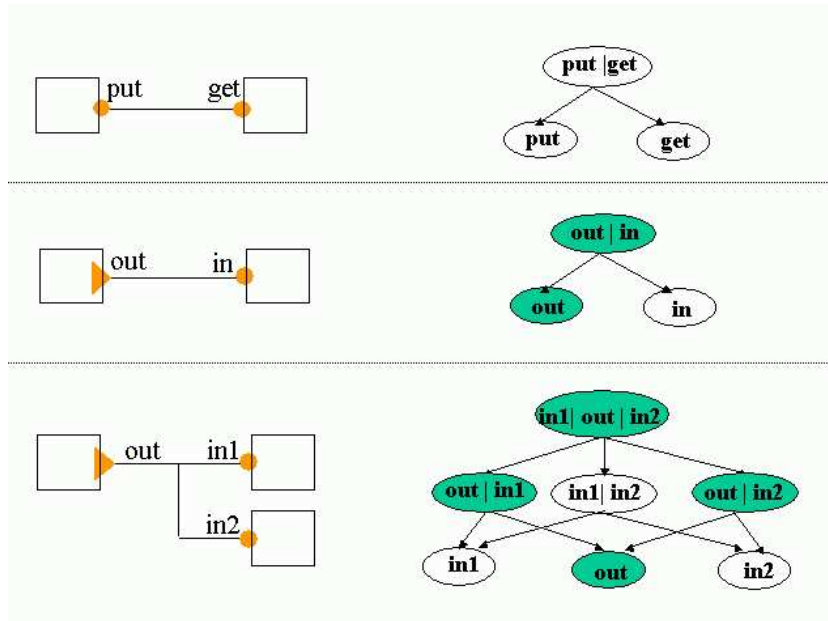 put |get
put get
put get
out | in
out in
out in
in1| out | in2
out in1
out | in1 in1| in2 out | in2
in2
in1 out in2